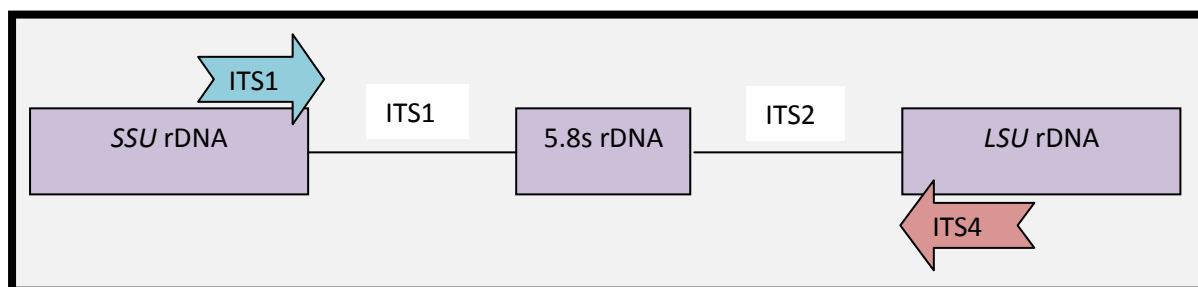 ITS1
ITS1
ITS2
SSU rDNA
5.8s rDNA
LSU rDNA
ITS4